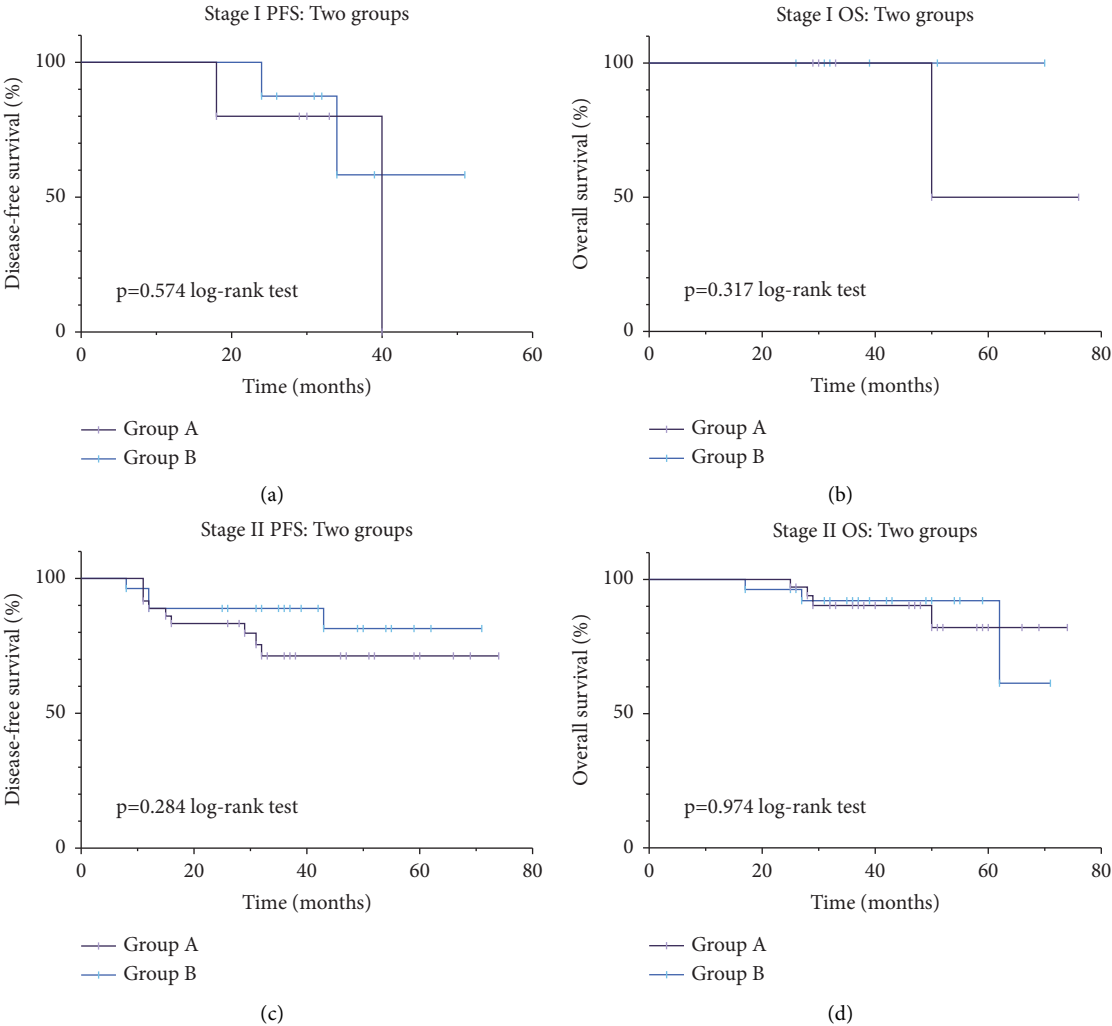 Stage I PFS: Two groups
Disease-free survival (%)
100
50
0
p=0.574 log-rank test
0 20 40 60
Time (months)
Group A
Group B
(a)
Stage I OS: Two groups
Overall survival (%)
100
50
0
p=0.317 log-rank test
0 20 40 60 80
Time (months)
Group A
Group B
(b)
Stage II PFS: Two groups
Disease-free survival (%)
100
50
0
p=0.284 log-rank test
0 20 40 60 80
Time (months)
Group A
Group B
(c)
Stage II OS: Two groups
Overall survival (%)
100
50
0
p=0.974 log-rank test
0 20 40 60 80
Time (months)
Group A
Group B
(d)